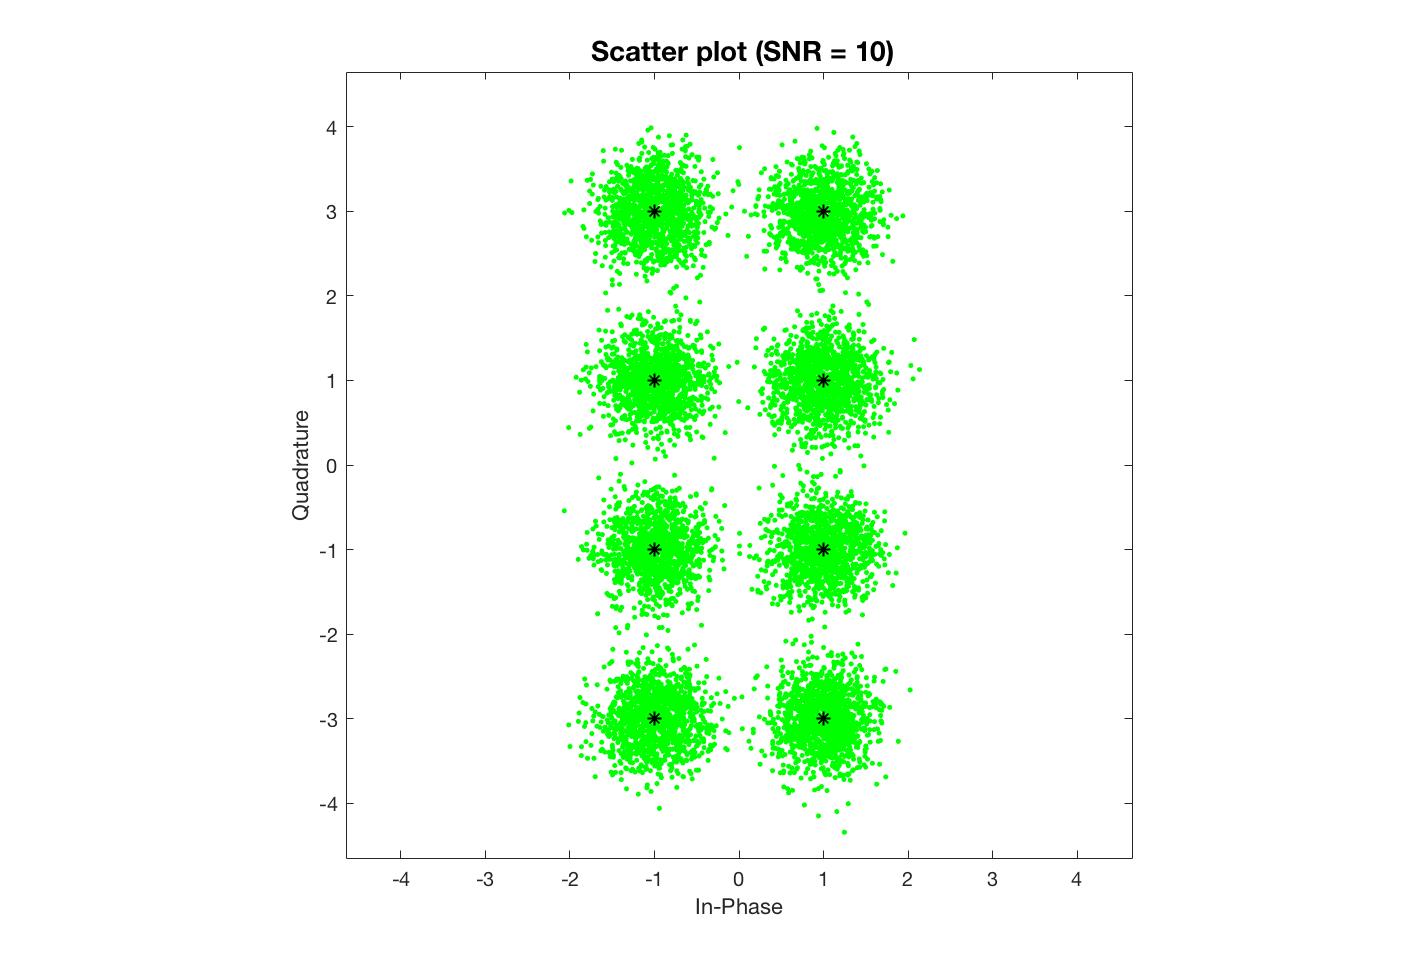 Scatter plot (SNR = 10)
4
3
2
1
0
-1
-2
-3
-4
Quadrature
-4 -3 -2 -1 0 1 2 3 4
In-Phase